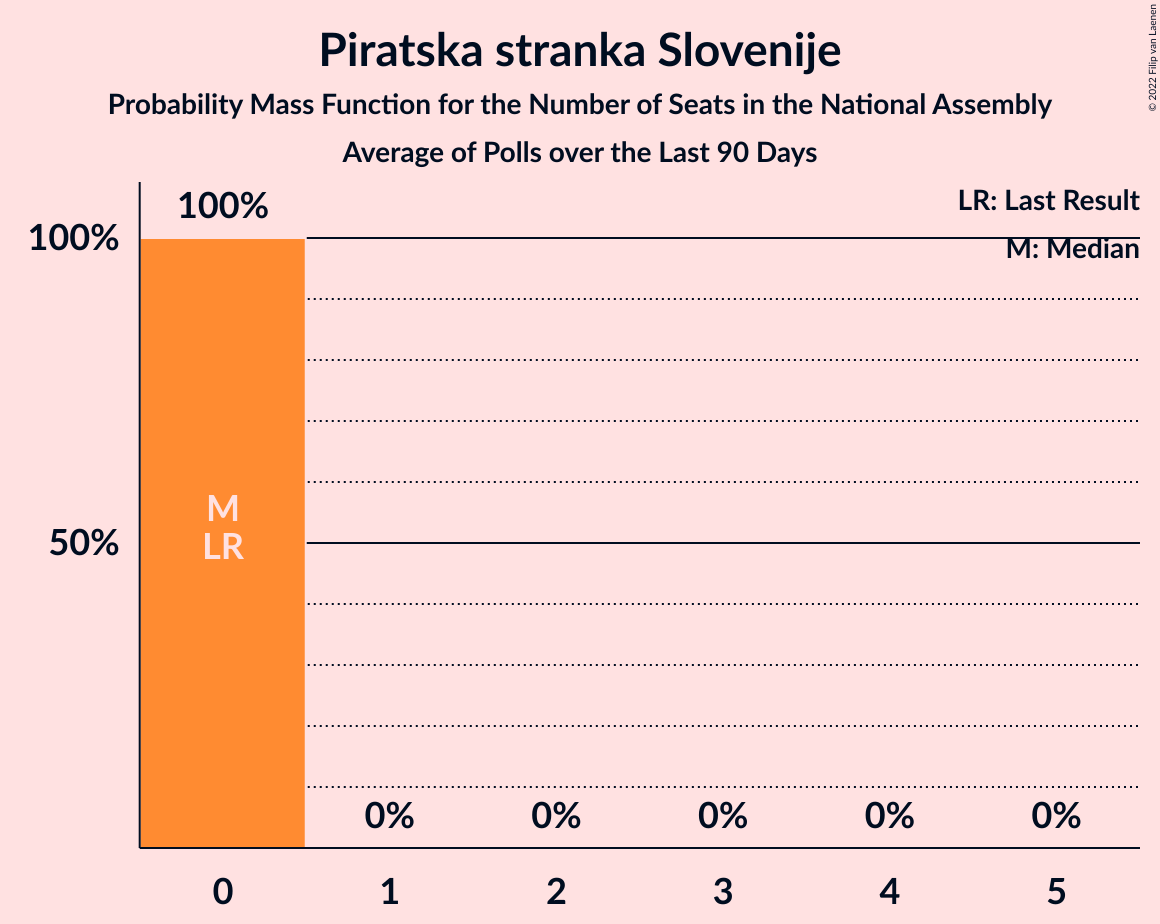 Piratska stranka Slovenije
Probability Mass Function for the Number of Seats in the National Assembly
Average of Polls over the Last 90 Days
© 2022 Filip van Laenen
LR: Last Result
M: Median
100%
100%
50%
M
LR
0%
0%
0%
0%
0%
0
1
2
3
4
5